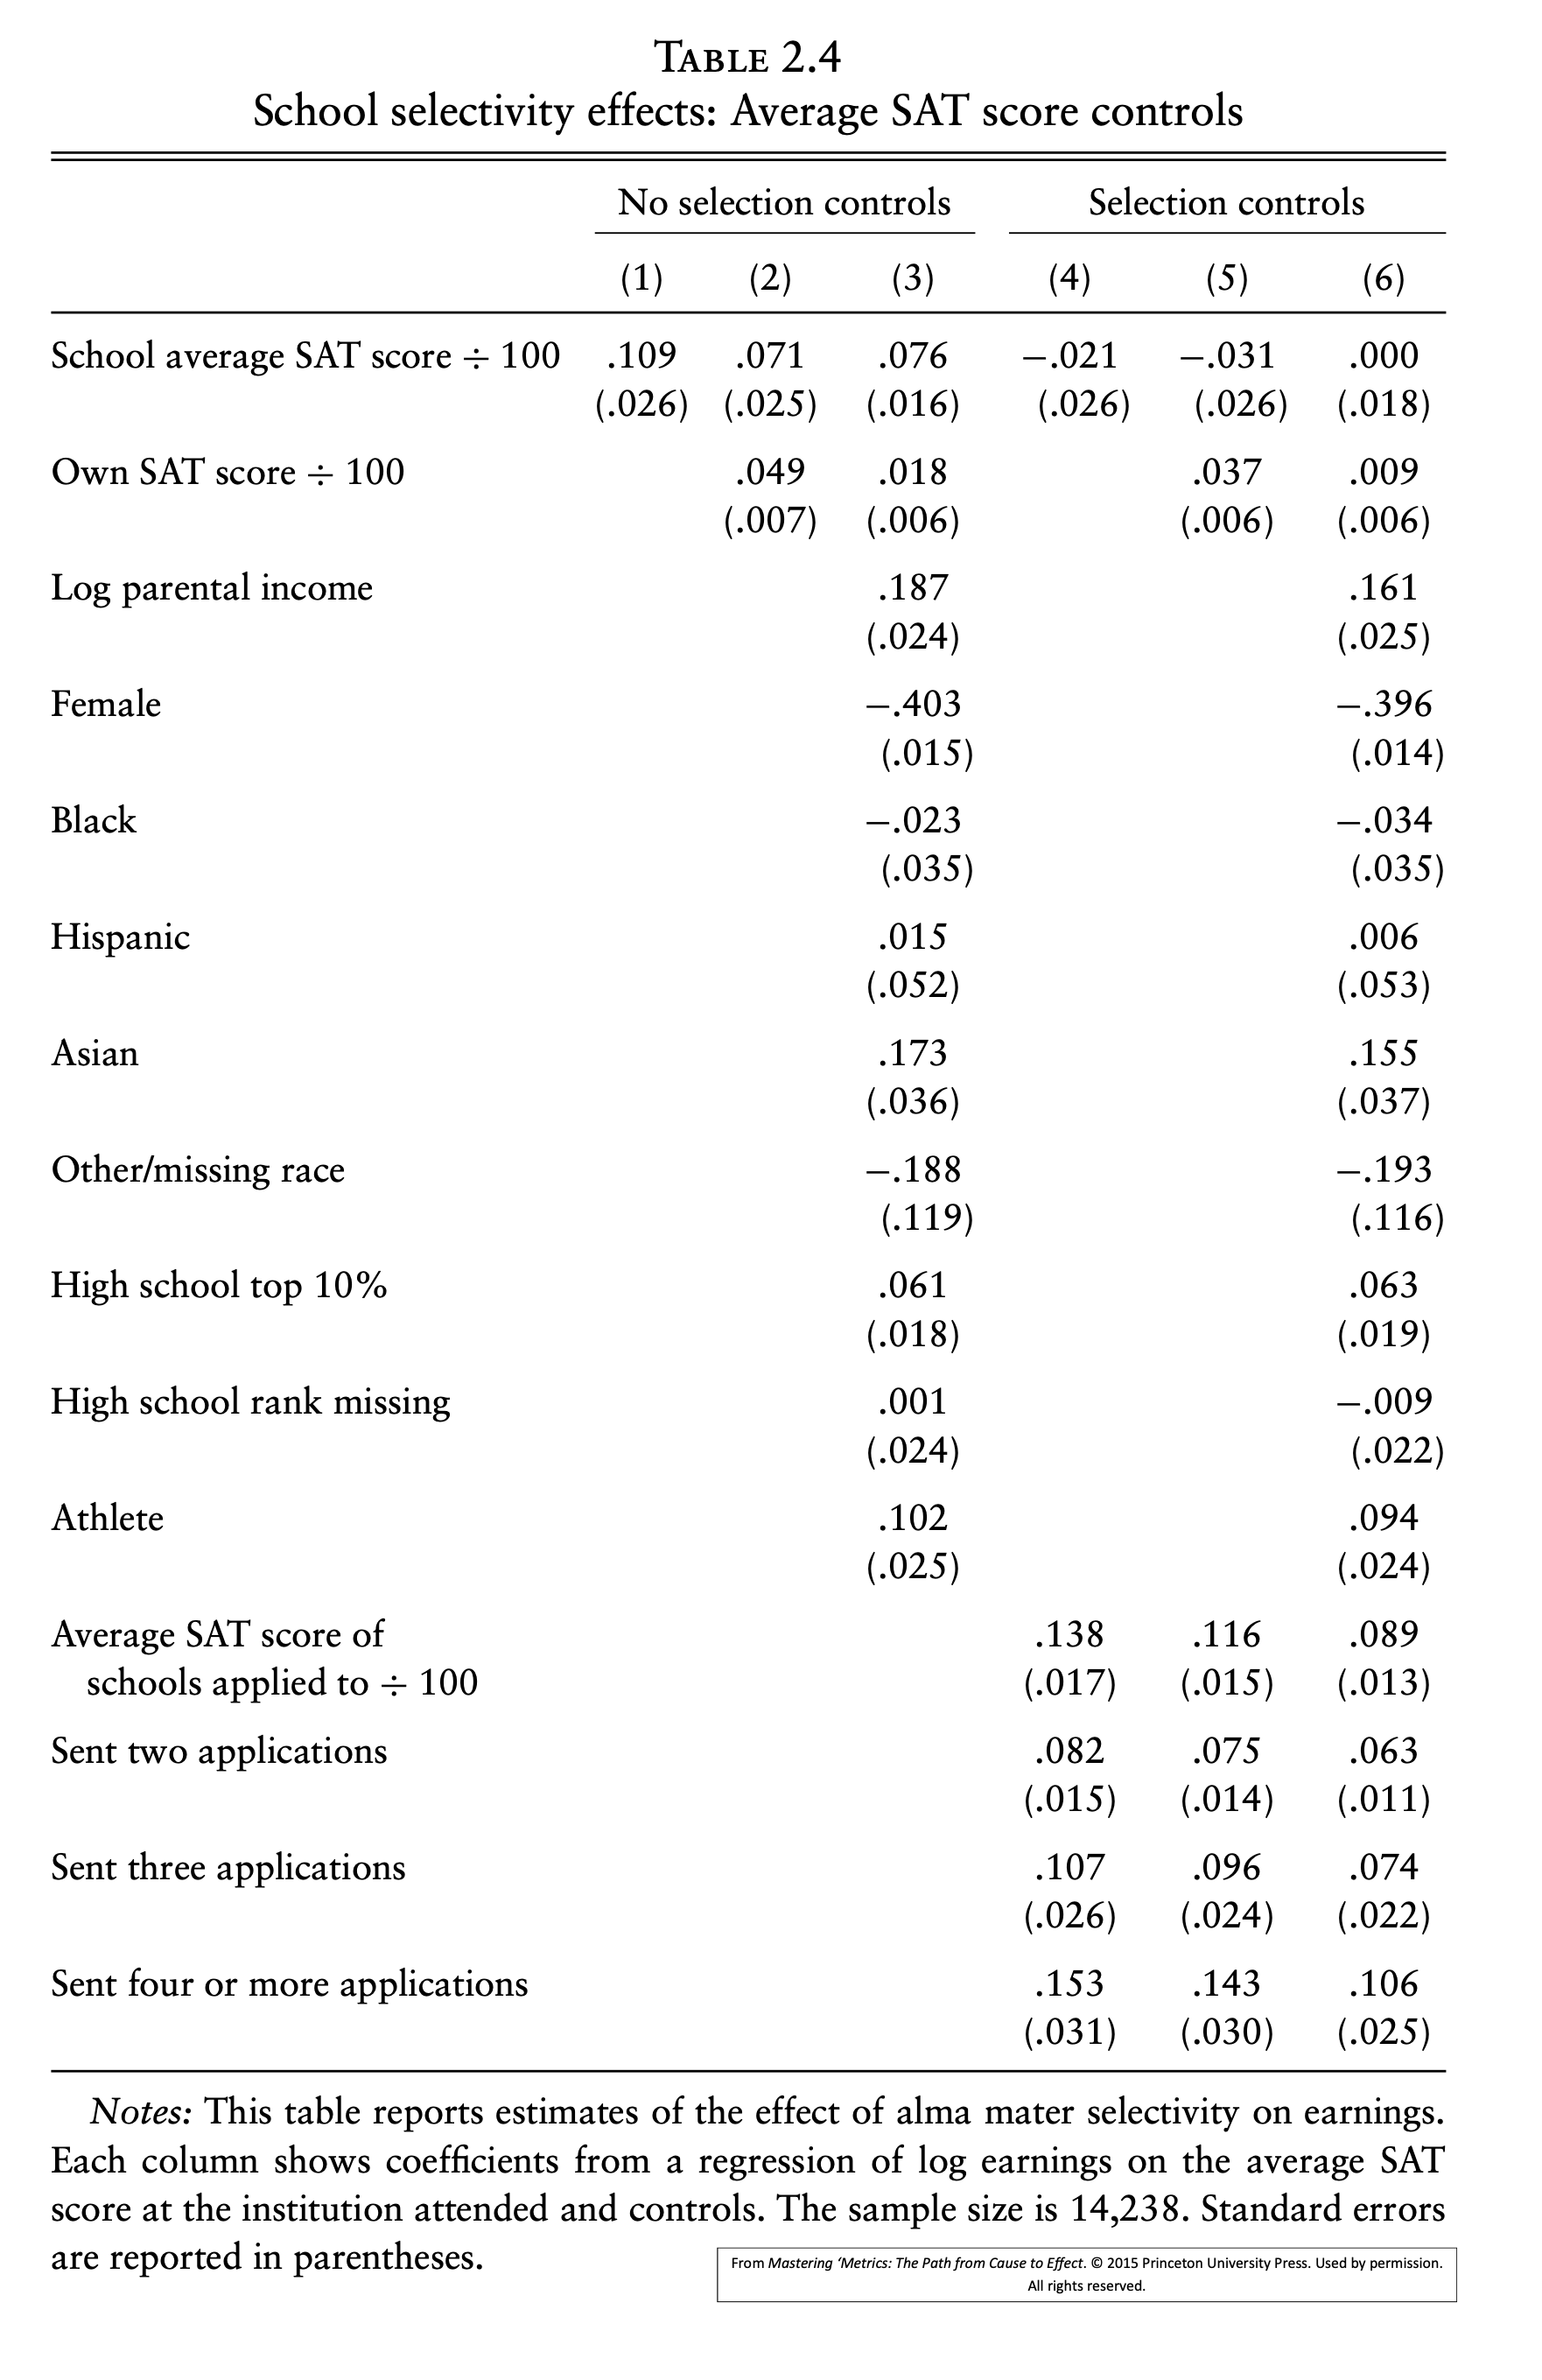 TABLE 2.4
School selectivity effects: Average SAT score controls
No selection controls Selection controls
(1) (2) (3) (4) (5) (6)
School average SAT score ÷ 100 .109 .071 .076 −.021 −.031 .000
(.026) (.025) (.016) (.026) (.026) (.018)
Own SAT score ÷ 100 .049 .018 .037 .009
(.007) (.006) (.006) (.006)
Log parental income .187 .161
(.024) (.025)
Female −.403 −.396
(.015) (.014)
Black −.023 −.034
(.035) (.035)
Hispanic .015 .006
(.052) (.053)
Asian .173 .155
(.036) (.037)
Other/missing race −.188 −.193
(.119) (.116)
High school top 10% .061 .063
(.018) (.019)
High school rank missing .001 −.009
(.024) (.022)
Athlete .102 .094
(.025) (.024)
Average SAT score of .138 .116 .089
schools applied to ÷ 100 (.017) (.015) (.013)
Sent two applications .082 .075 .063
(.015) (.014) (.011)
Sent three applications .107 .096 .074
(.026) (.024) (.022)
Sent four or more applications .153 .143 .106
(.031) (.030) (.025)
Notes: This table reports estimates of the effect of alma mater selectivity on earnings.
Each column shows coefficients from a regression of log earnings on the average SAT
score at the institution attended and controls. The sample size is 14,238. Standard errors
are reported in parentheses.
From Mastering ‘Metrics: The Path from Cause to Effect. © 2015 Princeton University Press. Used by permission.
All rights reserved.